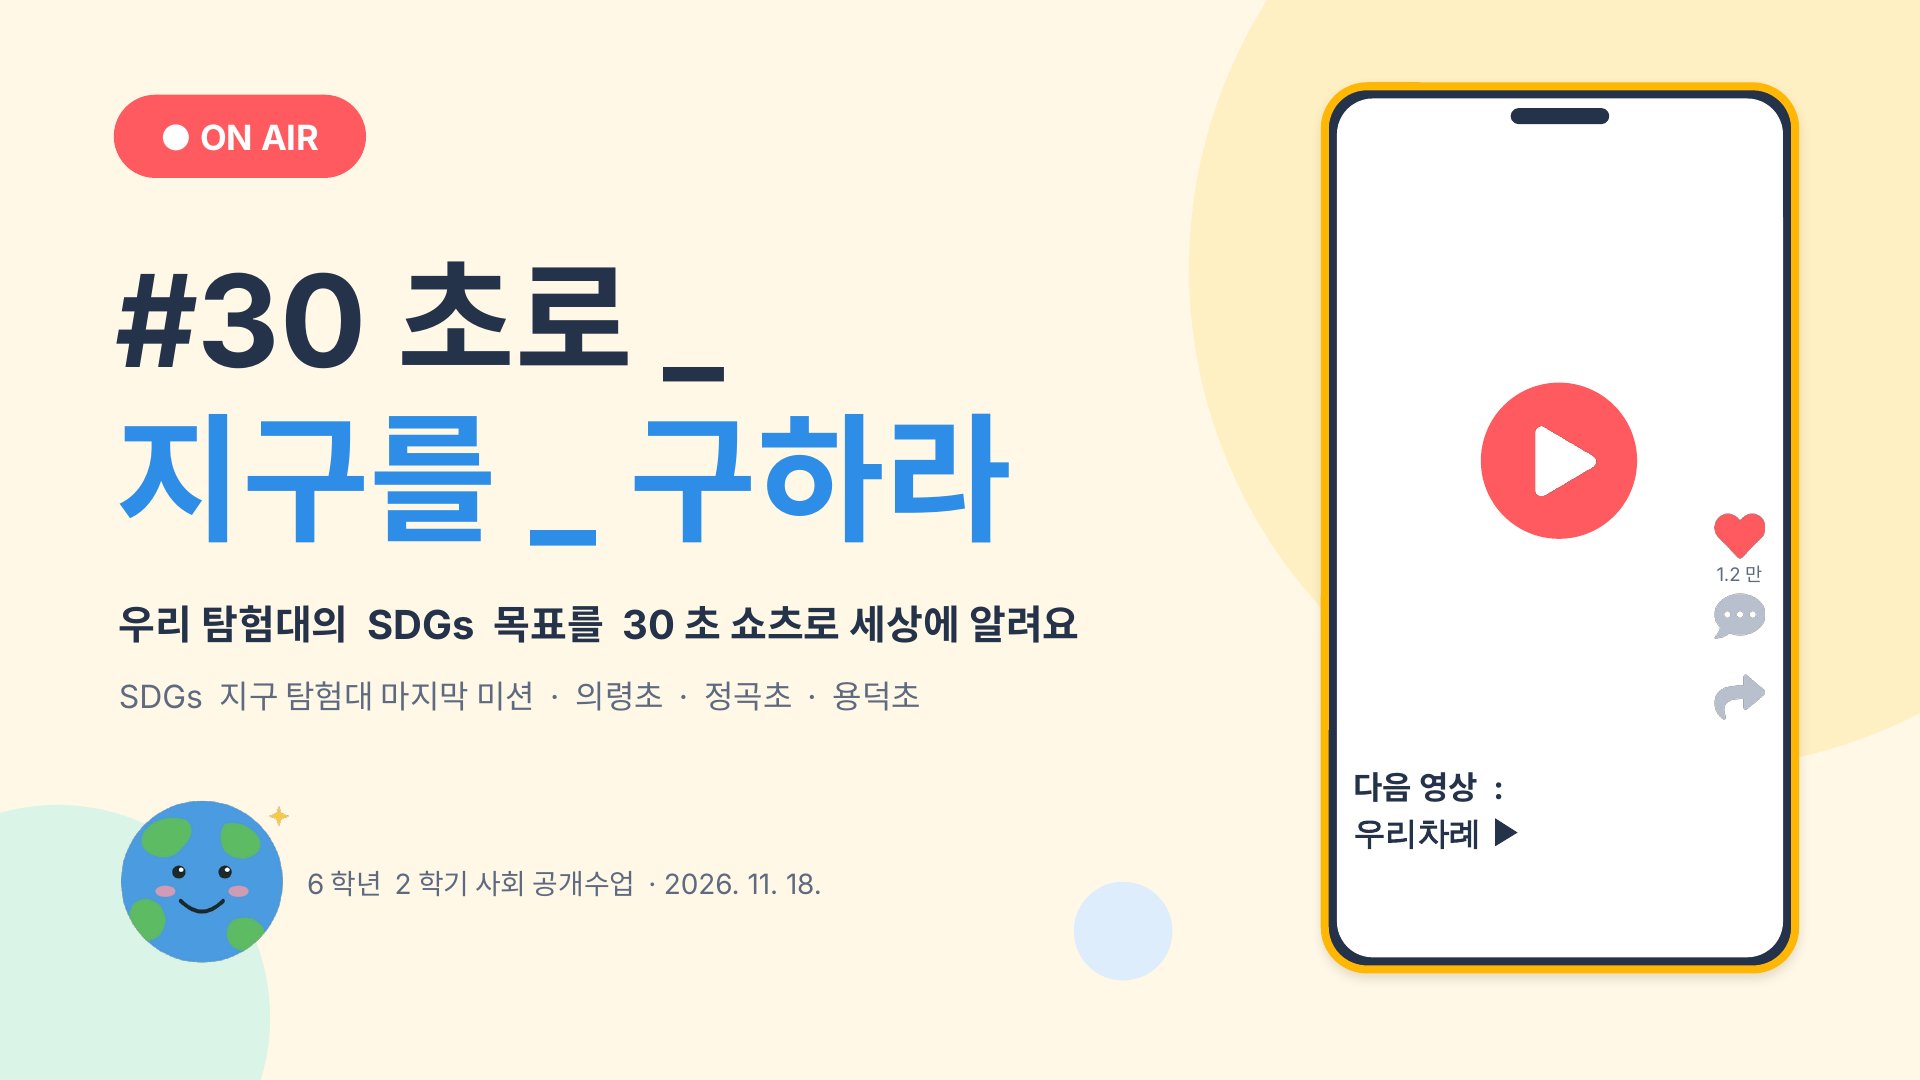 ON AIR
#30 초로 _
지구를 _ 구하라
우리 탐험대의 SDGs 목표를 30 초 쇼츠로 세상에 알려요
SDGs 지구 탐험대 마지막 미션 · 의령초 · 정곡초 · 용덕초
6 학년 2 학기 사회 공개수업 · 2026. 11. 18.
1.2 만
다음 영상 :
우리차례 ▶